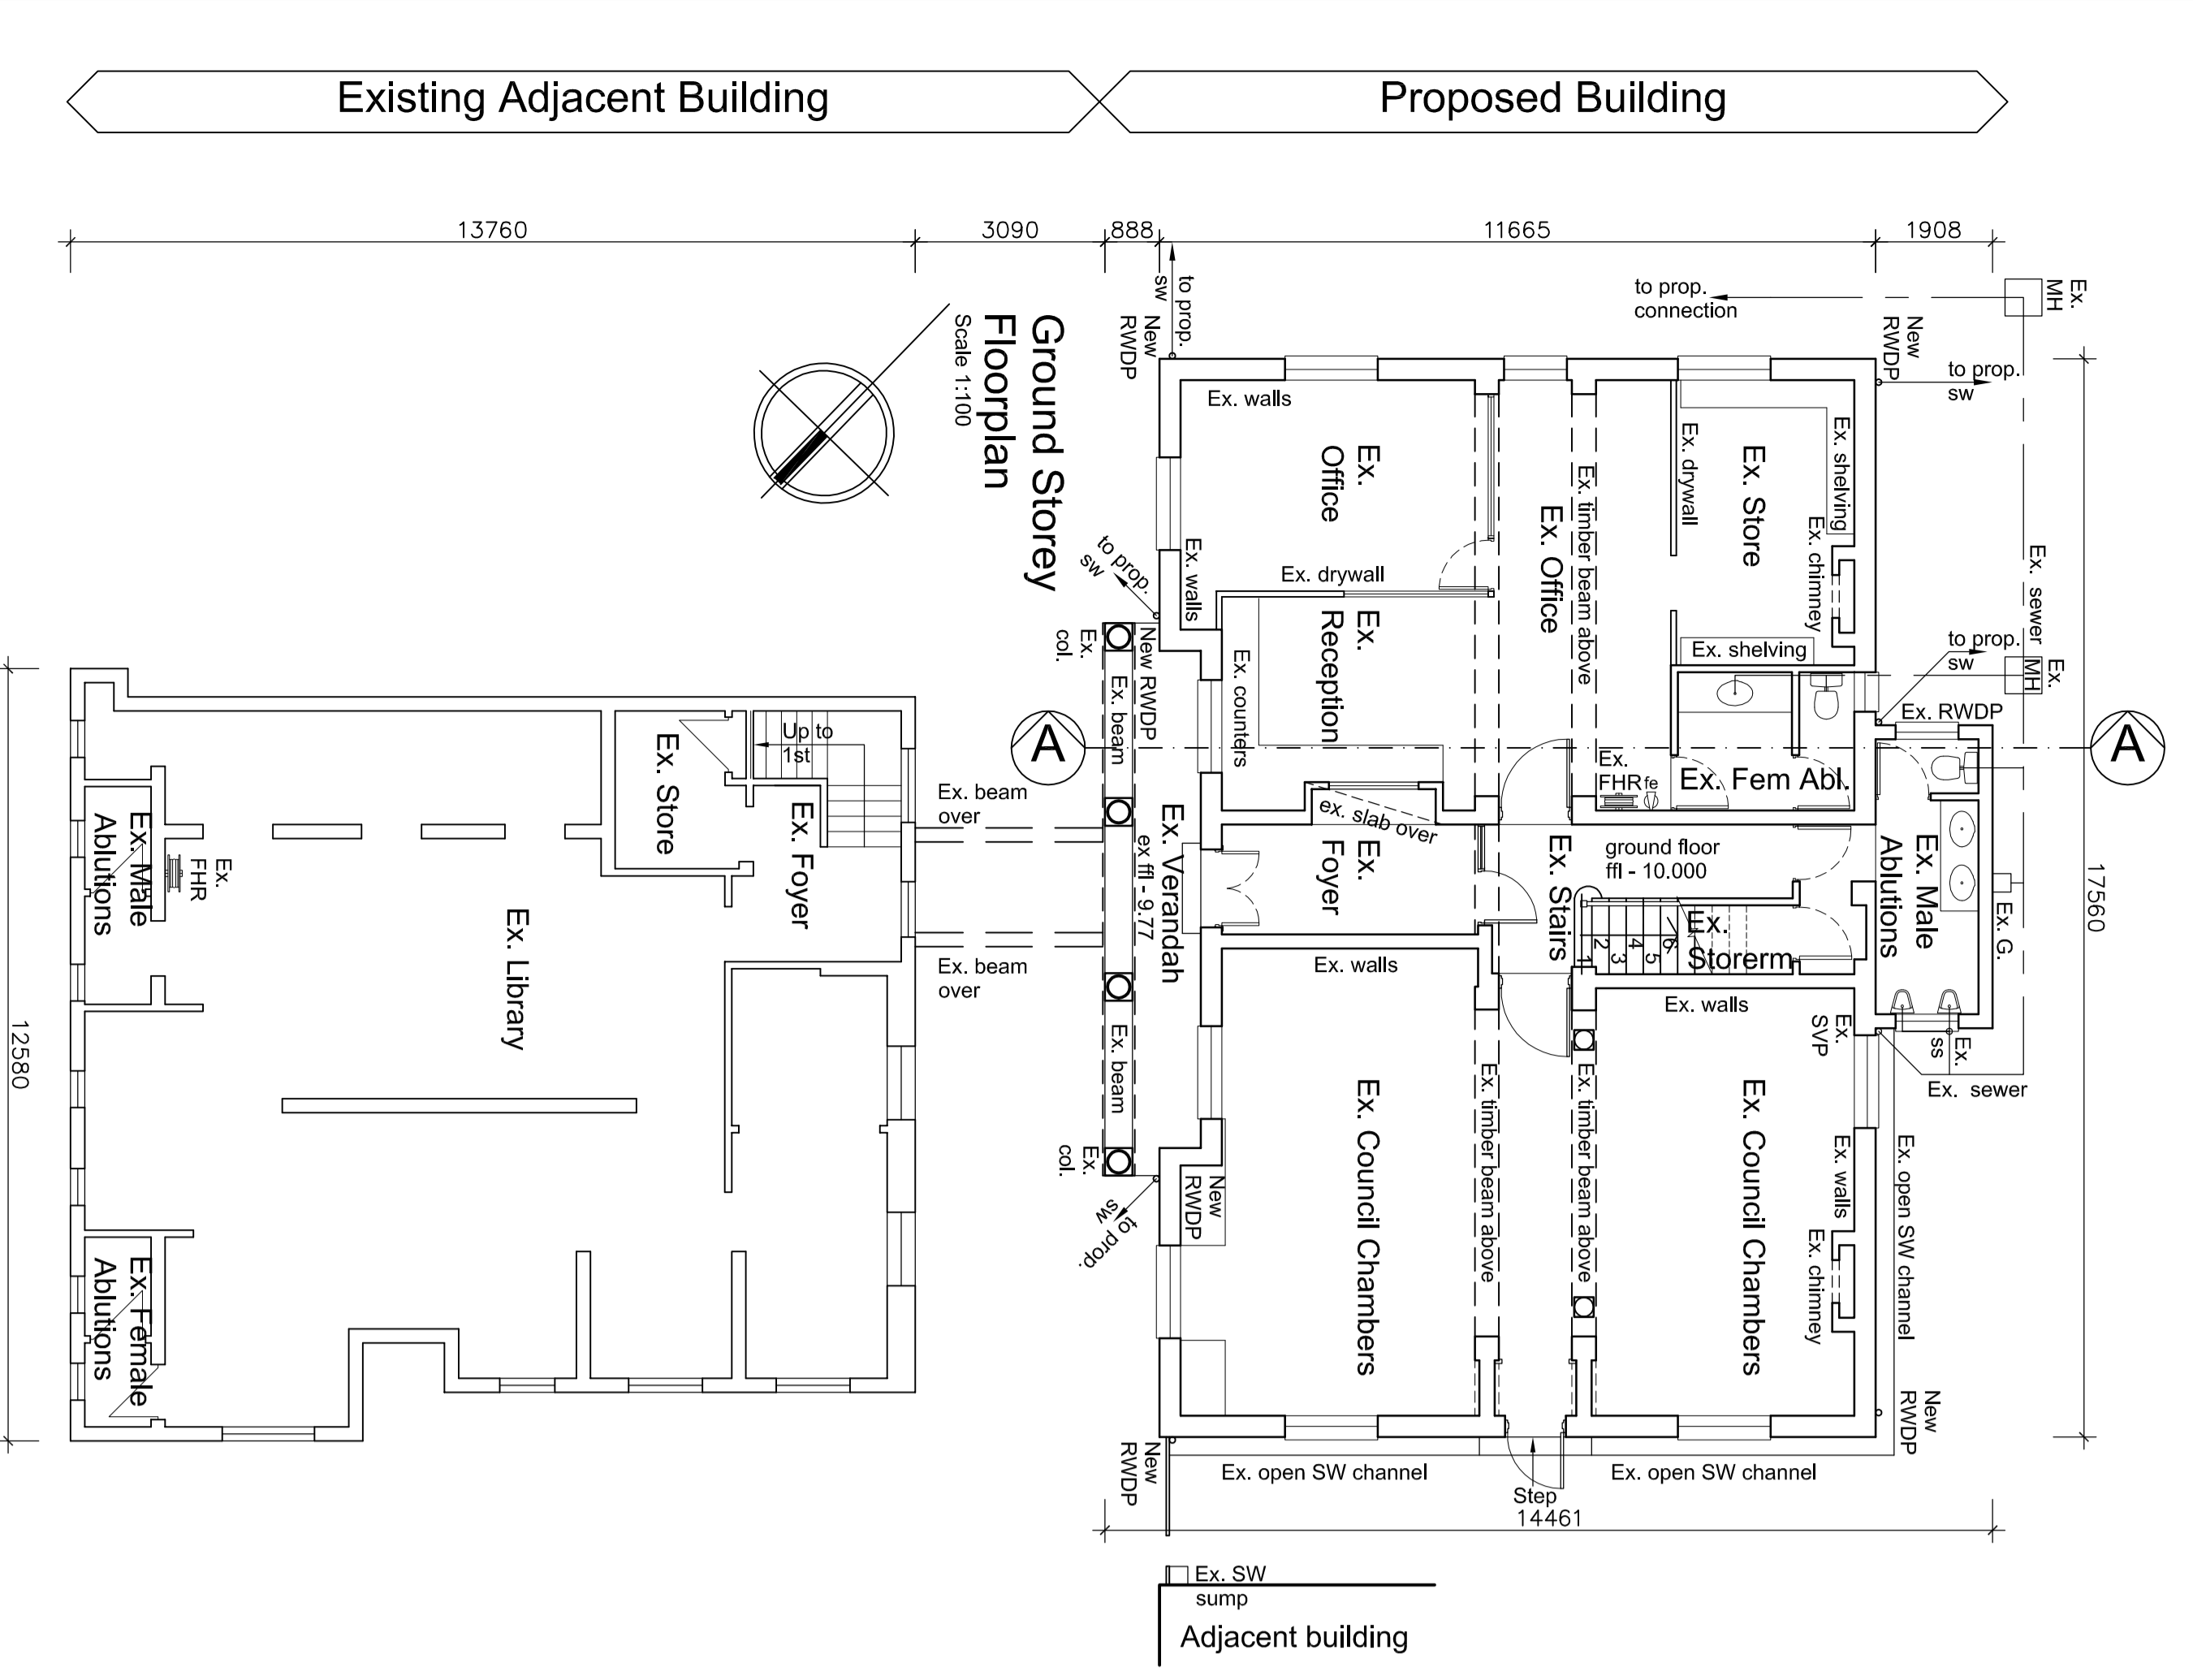 Existing Adjacent Building
Proposed Building
13760
3090
888
11665
1908
17560
12580
14461
Ground Storey
Floorplan
Scale 1:100
to prop.
sw
New
RWDP
to prop.
connection
Ex.
MH
New
RWDP
to prop.
sw
Ex. walls
Ex.
Office
Ex. walls
Ex. drywall
Ex. Office
Ex. timber beam above
Ex. drywall
Ex. Store
Ex. shelving
Ex. chimney
Ex. shelving
Ex. sewer
to prop.
sw
Ex.
MH
Ex. RWDP
to prop.
sw
New RWDP
Ex.
col.
Ex. beam
Ex. counters
Ex.
Reception
A
A
Ex.
FHR
fe
Ex. Fem Abl.
ex. slab over
Ex.
Foyer
Ex. Verandah
ex ffl - 9.77
Ex. Stairs
ground floor
ffl - 10.000
1
2
3
4
5
6
Ex.
Storerm
Ex. Male
Ablutions
Ex. G.
Ex. beam
over
Ex. beam
over
Ex. walls
Ex. walls
Ex.
SVP
Ex.
ss
Ex. sewer
Ex. beam
Ex.
col.
to prop.
sw
New
RWDP
Ex. Council Chambers
Ex. timber beam above
Ex. timber beam above
Ex. Council Chambers
Ex. walls
Ex. chimney
Ex. open SW channel
New
RWDP
New
RWDP
Ex. open SW channel
Ex. open SW channel
Step
Ex. SW
sump
Adjacent building
Up to
1st
Ex. Store
Ex. Foyer
Ex. Male
Ablutions
Ex.
FHR
Ex. Library
Ex. Female
Ablutions